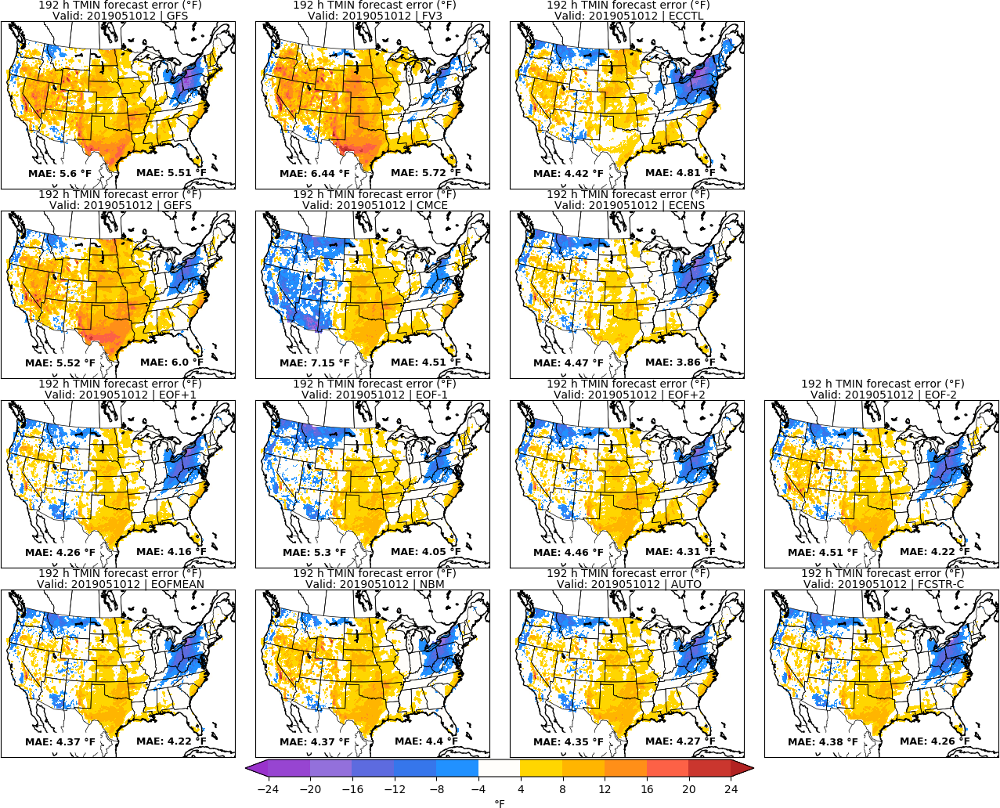 192 h TMIN forecast error (°F)
Valid: 2019051012 | GFS
MAE: 5.6 °F
MAE: 5.51 °F
192 h TMIN forecast error (°F)
Valid: 2019051012 | FV3
MAE: 6.44 °F
MAE: 5.72 °F
192 h TMIN forecast error (°F)
Valid: 2019051012 | ECCTL
MAE: 4.42 °F
MAE: 4.81 °F
192 h TMIN forecast error (°F)
Valid: 2019051012 | GEFS
MAE: 5.52 °F
MAE: 6.0 °F
192 h TMIN forecast error (°F)
Valid: 2019051012 | CMCE
MAE: 7.15 °F
MAE: 4.51 °F
192 h TMIN forecast error (°F)
Valid: 2019051012 | ECENS
MAE: 4.47 °F
MAE: 3.86 °F
192 h TMIN forecast error (°F)
Valid: 2019051012 | EOF+1
MAE: 4.26 °F
MAE: 4.16 °F
192 h TMIN forecast error (°F)
Valid: 2019051012 | EOF-1
MAE: 5.3 °F
MAE: 4.05 °F
192 h TMIN forecast error (°F)
Valid: 2019051012 | EOF+2
MAE: 4.46 °F
MAE: 4.31 °F
192 h TMIN forecast error (°F)
Valid: 2019051012 | EOF-2
MAE: 4.51 °F
MAE: 4.22 °F
192 h TMIN forecast error (°F)
Valid: 2019051012 | EOFMEAN
MAE: 4.37 °F
MAE: 4.22 °F
192 h TMIN forecast error (°F)
Valid: 2019051012 | NBM
MAE: 4.37 °F
MAE: 4.4 °F
192 h TMIN forecast error (°F)
Valid: 2019051012 | AUTO
MAE: 4.35 °F
MAE: 4.27 °F
192 h TMIN forecast error (°F)
Valid: 2019051012 | FCSTR-C
MAE: 4.38 °F
MAE: 4.26 °F
−24 −20 −16 −12 −8 −4 4 8 12 16 20 24
°F